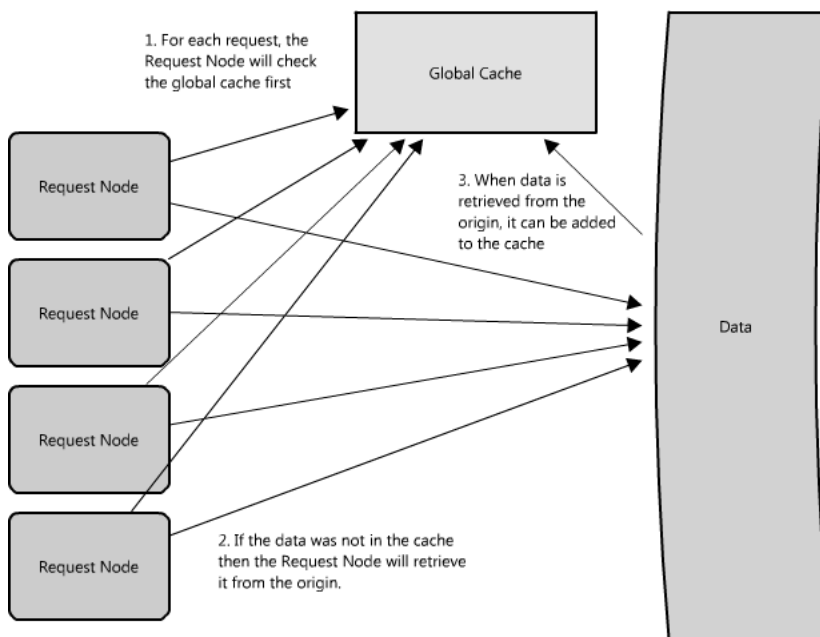 1. For each request, the
Request Node will check
the global cache first
Global Cache
Request Node
3. When data is
retrieved from the
origin, it can be added
to the cache
Request Node
Data
Request Node
2. If the data was not in the cache
then the Request Node will retrieve
it from the origin.
Request Node